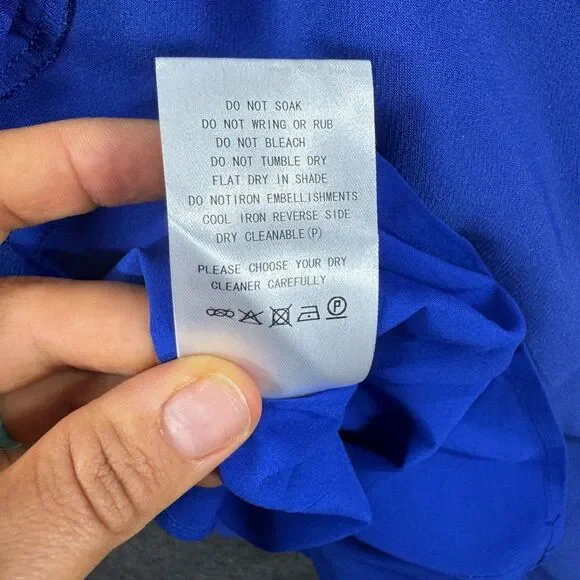 DO NOT SOAK
DO NOT WRING OR RUB
DO NOT BLEACH
DO NOT TUMBLE DRY
FLAT DRY IN SHADE
DO NOTIRON EMBELLISHMENTS
COOL IRON REVERSE SIDE
DRY CLEANABLE(P)
PLEASE CHOOSE YOUR DRY
CLEANER CAREFULLY
P